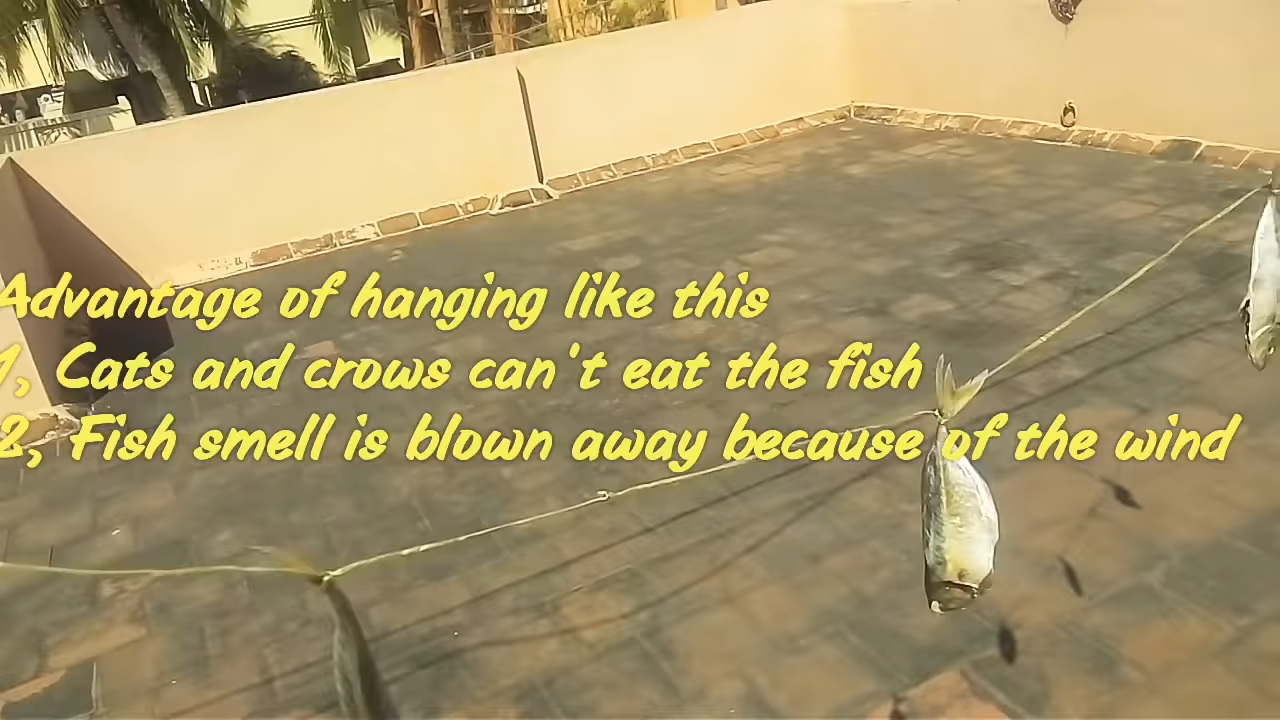 Advantage of hanging like this
1, Cats and crows can't eat the fish
2, Fish smell is blown away because of the wind